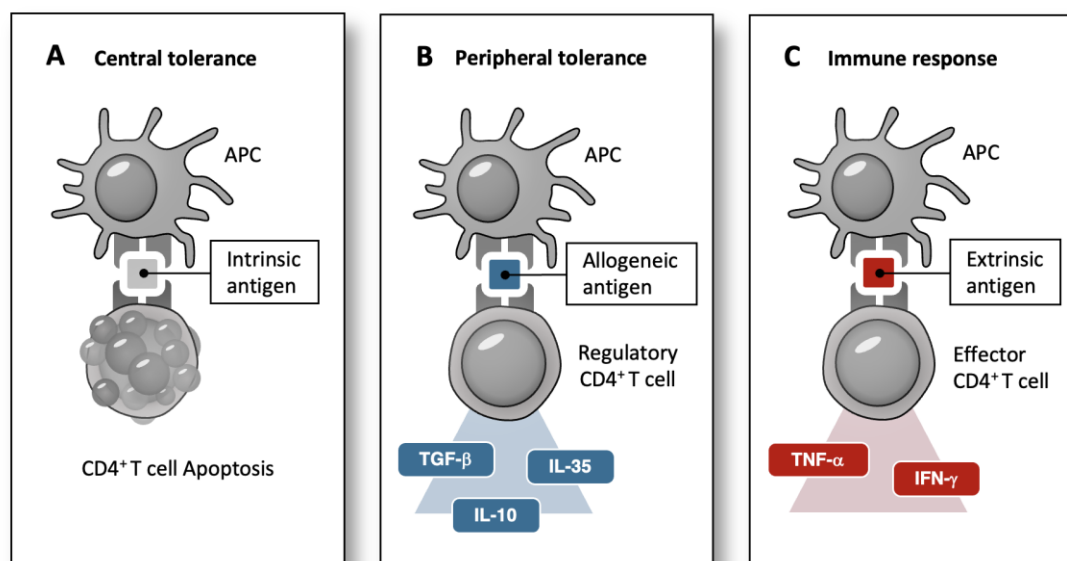 A Central tolerance
APC
Intrinsic
antigen
CD4⁺ T cell Apoptosis
B Peripheral tolerance
APC
Allogeneic
antigen
Regulatory
CD4⁺ T cell
TGF-β
IL-35
IL-10
C Immune response
APC
Extrinsic
antigen
Effector
CD4⁺ T cell
TNF-α
IFN-γ